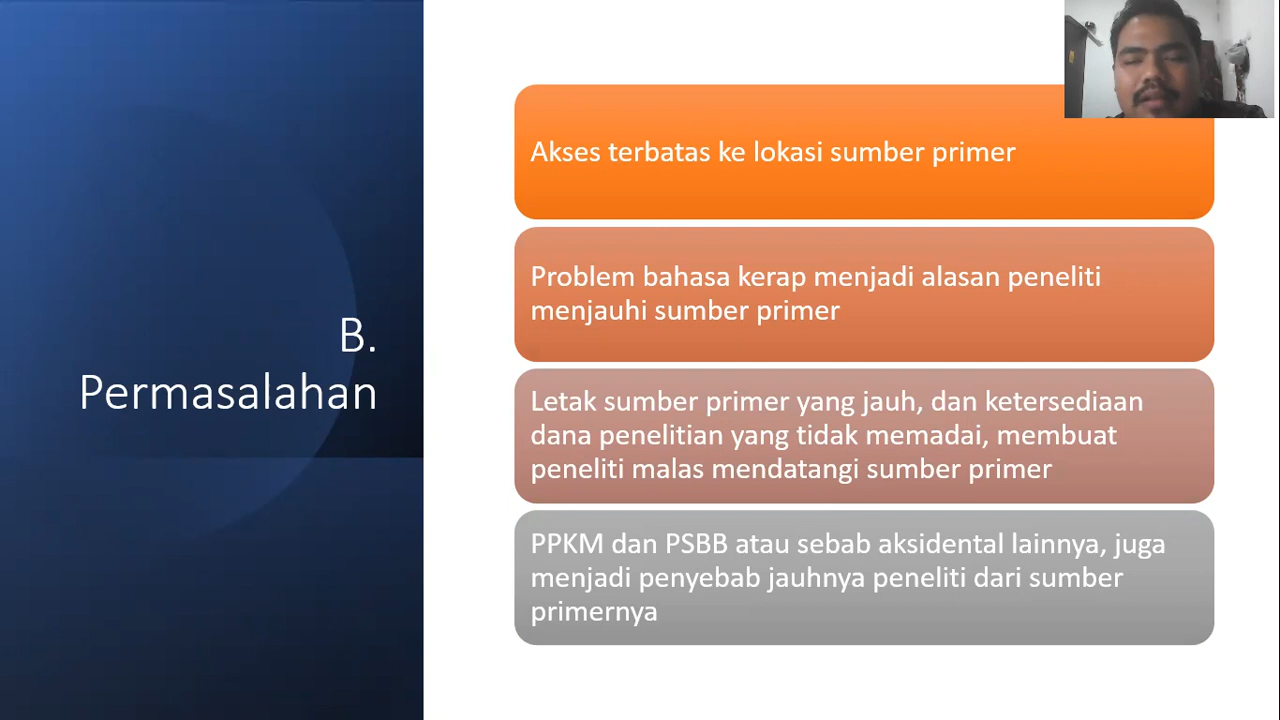 B.
Permasalahan
Akses terbatas ke lokasi sumber primer
Problem bahasa kerap menjadi alasan peneliti
menjauhi sumber primer
Letak sumber primer yang jauh, dan ketersediaan
dana penelitian yang tidak memadai, membuat
peneliti malas mendatangi sumber primer
PPKM dan PSBB atau sebab aksidental lainnya, juga
menjadi penyebab jauhnya peneliti dari sumber
primernya